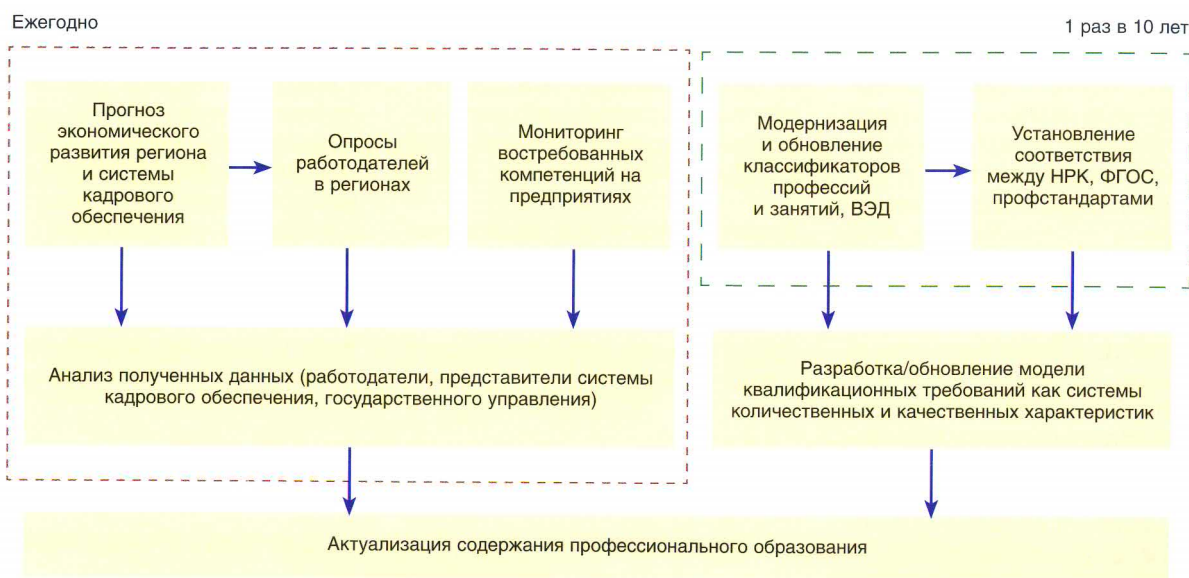 Ежегодно
1 раз в 10 лет
Прогноз
экономического
развития региона
и системы
кадрового
обеспечения
Опросы
работодателей
в регионах
Мониторинг
востребованных
компетенций на
предприятиях
Модернизация
и обновление
классификаторов
профессий
и занятий, ВЭД
Установление
соответствия
между НРК, ФГОС,
профстандартами
Анализ полученных данных (работодатели, представители системы
кадрового обеспечения, государственного управления)
Разработка/обновление модели
квалификационных требований как системы
количественных и качественных характеристик
Актуализация содержания профессионального образования